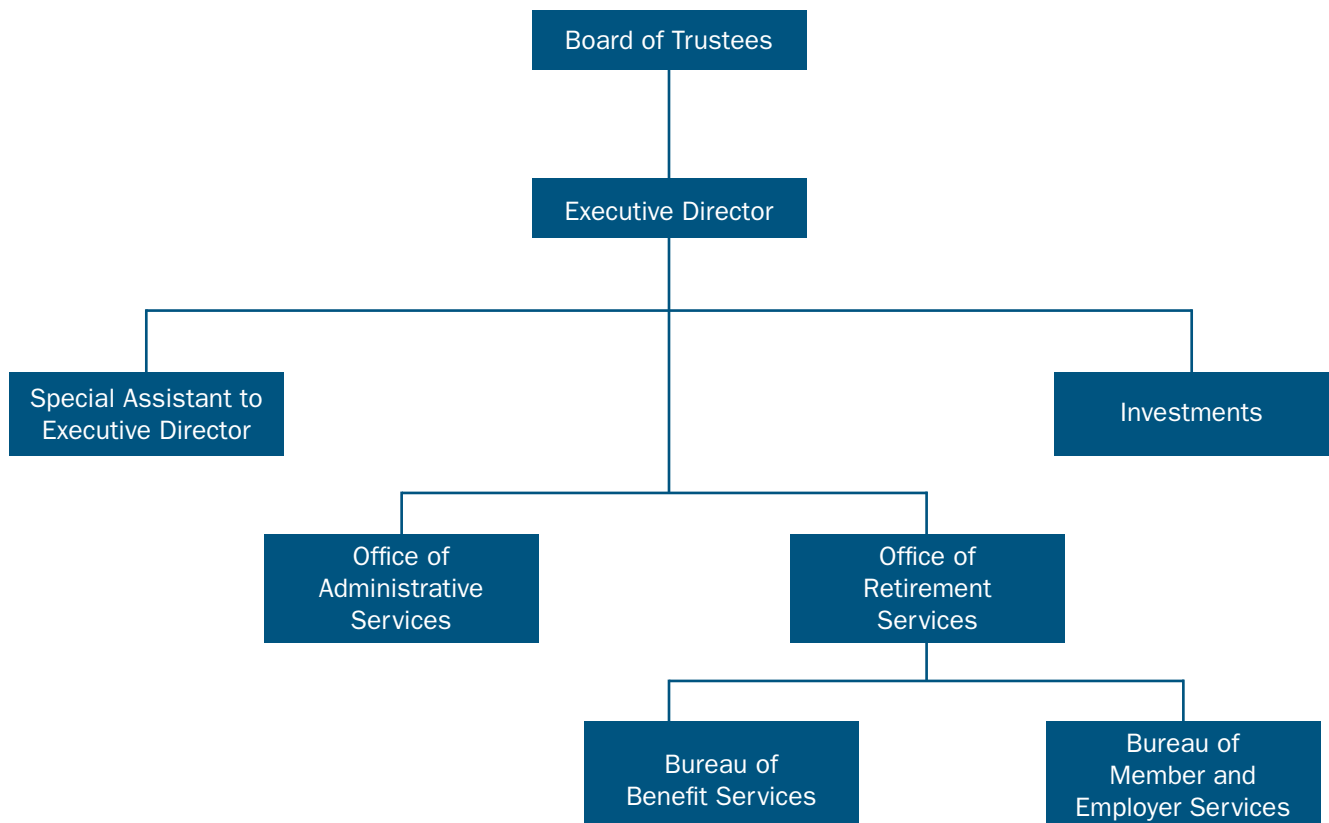 Board of Trustees
Executive Director
Special Assistant to
Executive Director
Investments
Office of
Administrative
Services
Office of
Retirement
Services
Bureau of
Benefit Services
Bureau of
Member and
Employer Services